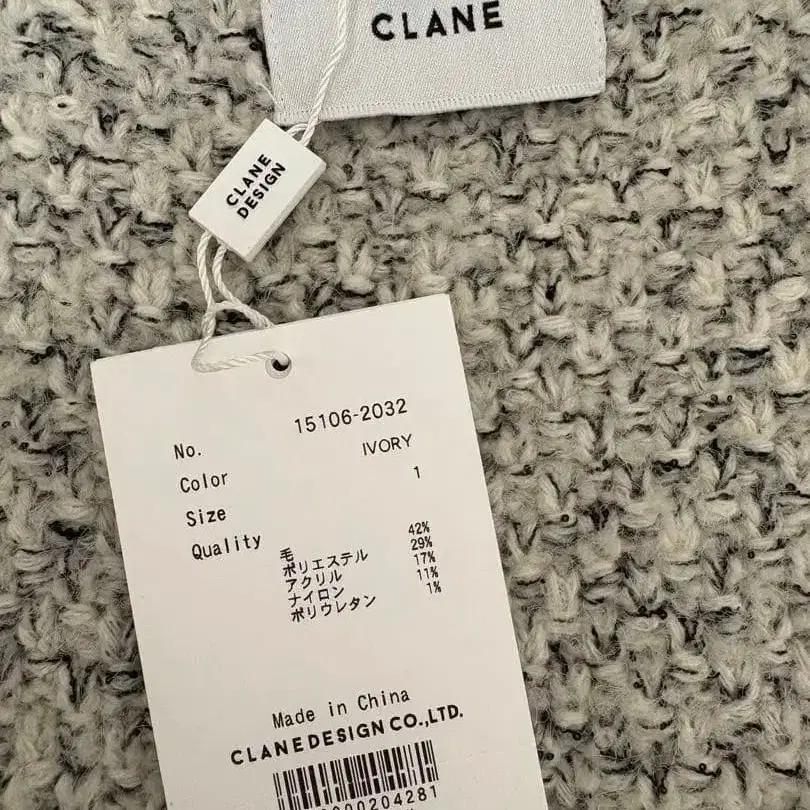 CLANE
CLANE
DESIGN
No. 15106-2032
Color IVORY
Size 1
Quality
毛 42%
ポリエステル 29%
アクリル 17%
ナイロン 11%
ポリウレタン 1%
Made in China
CLANE DESIGN CO.,LTD.